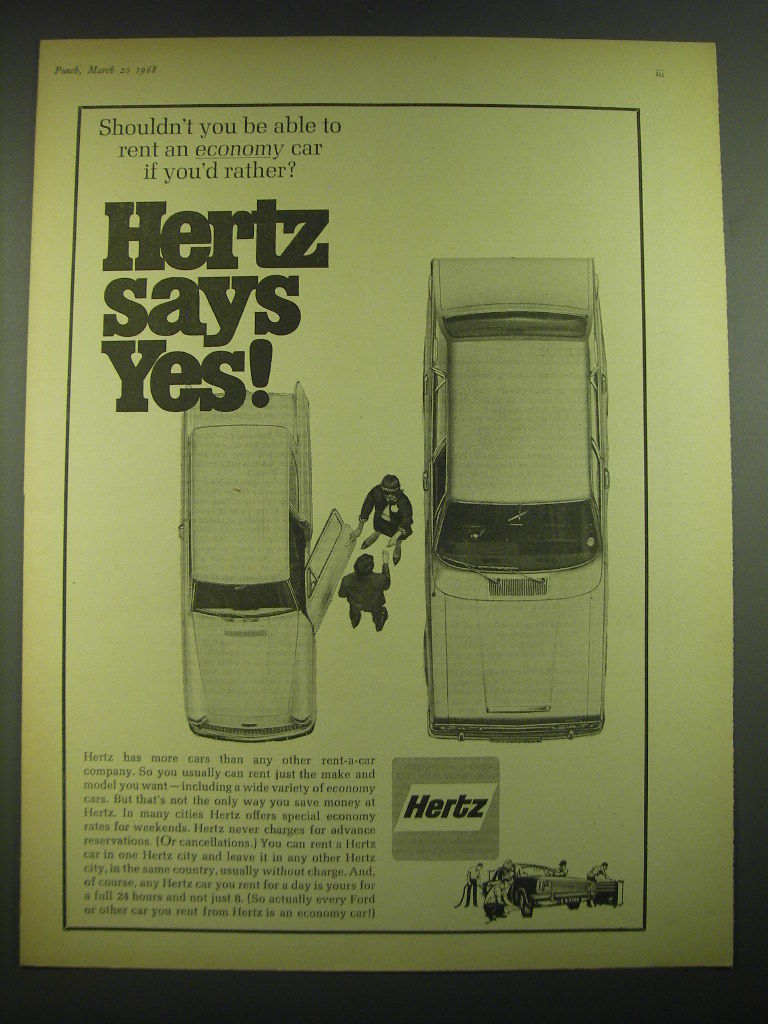 Punch, March 20 1968
iii
Shouldn't you be able to
rent an economy car
if you'd rather?
Hertz
says
Yes!
Hertz has more cars than any other rent-a-car
company. So you usually can rent just the make and
model you want—including a wide variety of economy
cars. But that's not the only way you save money at
Hertz. In many cities Hertz offers special economy
rates for weekends. Hertz never charges for advance
reservations. (Or cancellations.) You can rent a Hertz
car in one Hertz city and leave it in any other Hertz
city, in the same country, usually without charge. And,
of course, any Hertz car you rent for a day is yours for
a full 24 hours and not just 8. (So actually every Ford
or other car you rent from Hertz is an economy car!)
Hertz